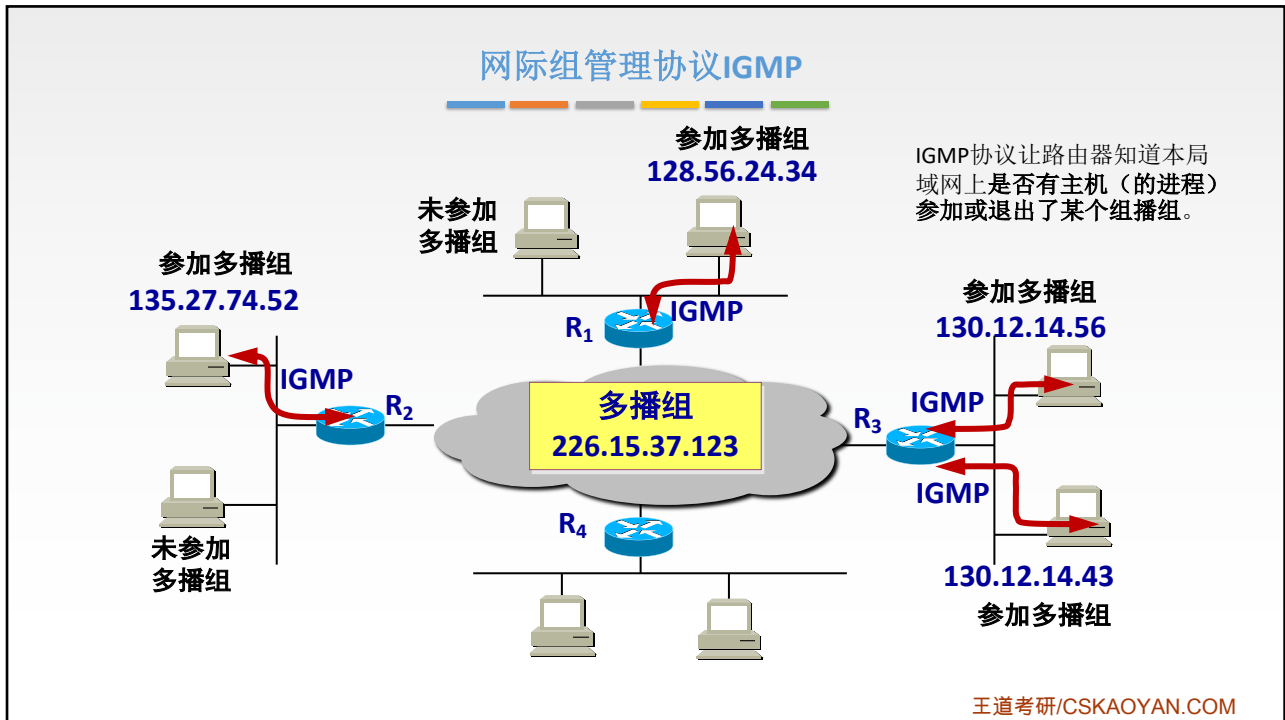 网际组管理协议IGMP
参加多播组
128.56.24.34
IGMP协议让路由器知道本局
域网上是否有主机（的进程）
参加或退出了某个组播组。
未参加
多播组
参加多播组
135.27.74.52
IGMP
R1
参加多播组
130.12.14.56
IGMP
R2
多播组
226.15.37.123
R3
IGMP
IGMP
R4
未参加
多播组
130.12.14.43
参加多播组
王道考研/CSKAOYAN.COM